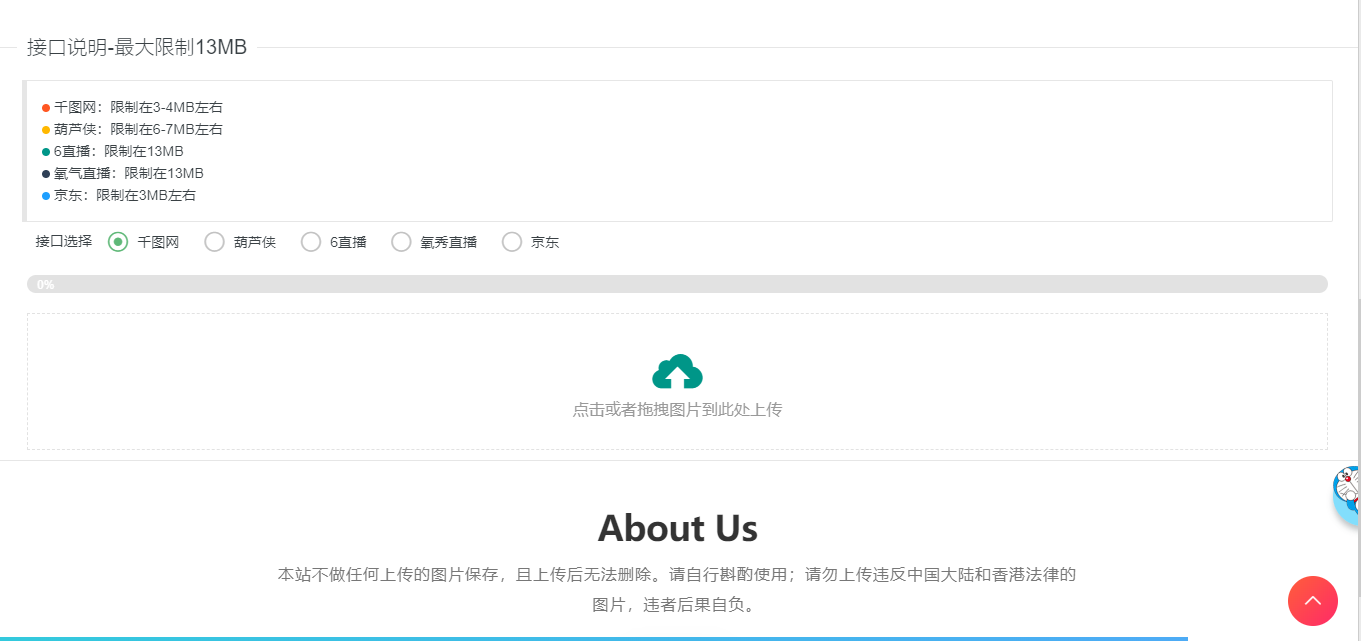 接口说明-最大限制13MB
千图网：限制在3-4MB左右
葫芦侠：限制在6-7MB左右
6直播：限制在13MB
氧气直播：限制在13MB
京东：限制在3MB左右
接口选择 千图网 葫芦侠 6直播 氧秀直播 京东
0%
点击或者拖拽图片到此处上传
About Us
本站不做任何上传的图片保存，且上传后无法删除。请自行斟酌使用；请勿上传违反中国大陆和香港法律的
图片，违者后果自负。